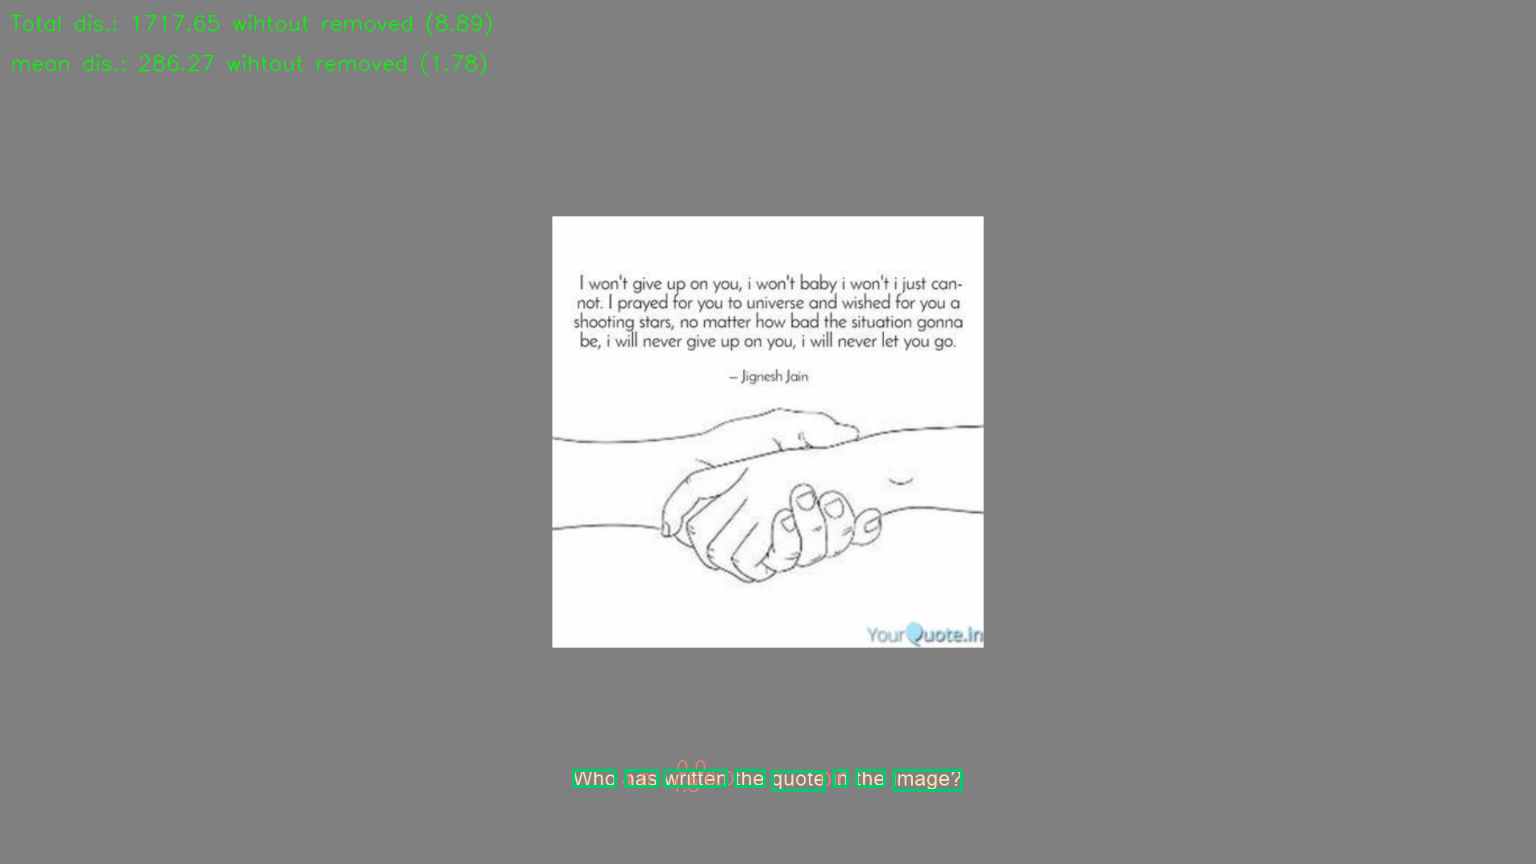 Total dis.: 1717.65 wihtout removed (8.89)
mean dis.: 286.27 wihtout removed (1.78)
I won't give up on you, i won't baby i won't i just can-
not. I prayed for you to universe and wished for you a
shooting stars, no matter how bad the situation gonna
be, i will never give up on you, i will never let you go.
– Jignesh Jain
YourQuote.in
Who has written the quote in the mage?